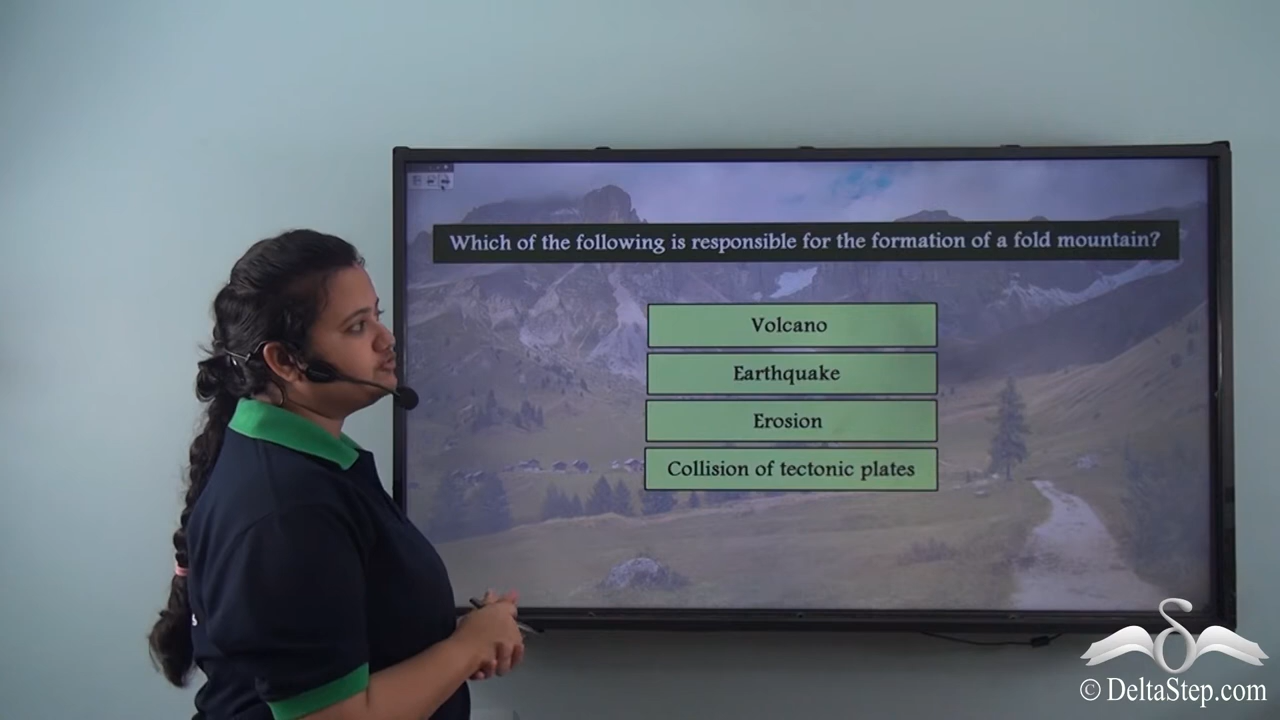 Which of the following is responsible for the formation of a fold mountain?
Volcano
Earthquake
Erosion
Collision of tectonic plates
© DeltaStep.com